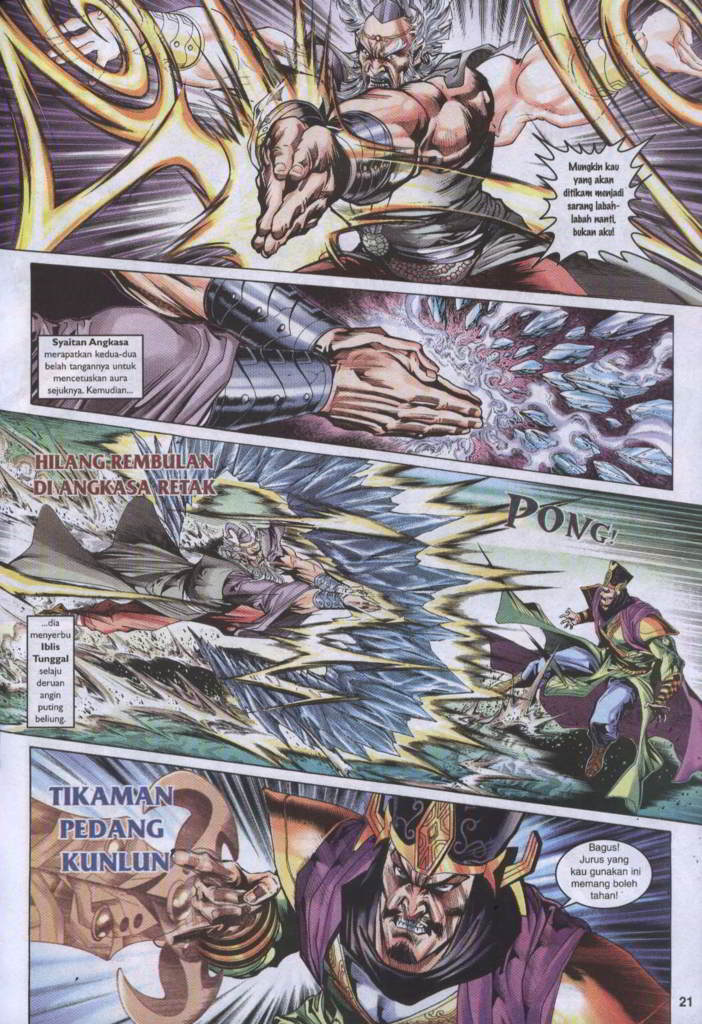 Mungkin kau
yang akan
ditikam menjadi
sarang labah-
labah nanti,
bukan aku!
Syaitan Angkasa
merapatkan kedua-dua
belah tangannya untuk
mencetuskan aura
sejuknya. Kemudian...
HILANG REMBULAN
DI ANGKASA RETAK
PONG!
...dia
menyerbu
Iblis
Tunggal
selaju
deruan
angin
puting
beliung.
TIKAMAN
PEDANG
KUNLUN
Bagus!
Jurus yang
kau gunakan ini
memang boleh
tahan!
21